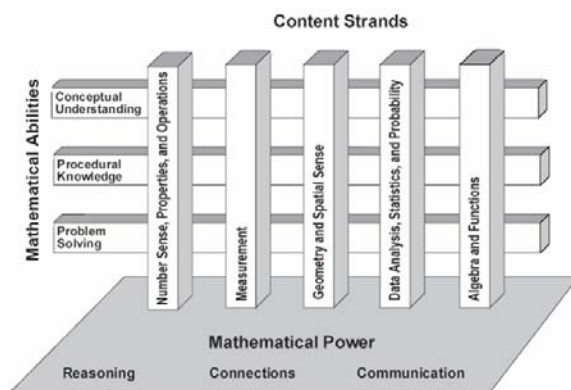 Content Strands
Mathematical Abilities
Conceptual
Understanding
Procedural
Knowledge
Problem
Solving
Number Sense, Properties, and Operations
Measurement
Geometry and Spatial Sense
Data Analysis, Statistics, and Probability
Algebra and Functions
Mathematical Power
Reasoning
Connections
Communication